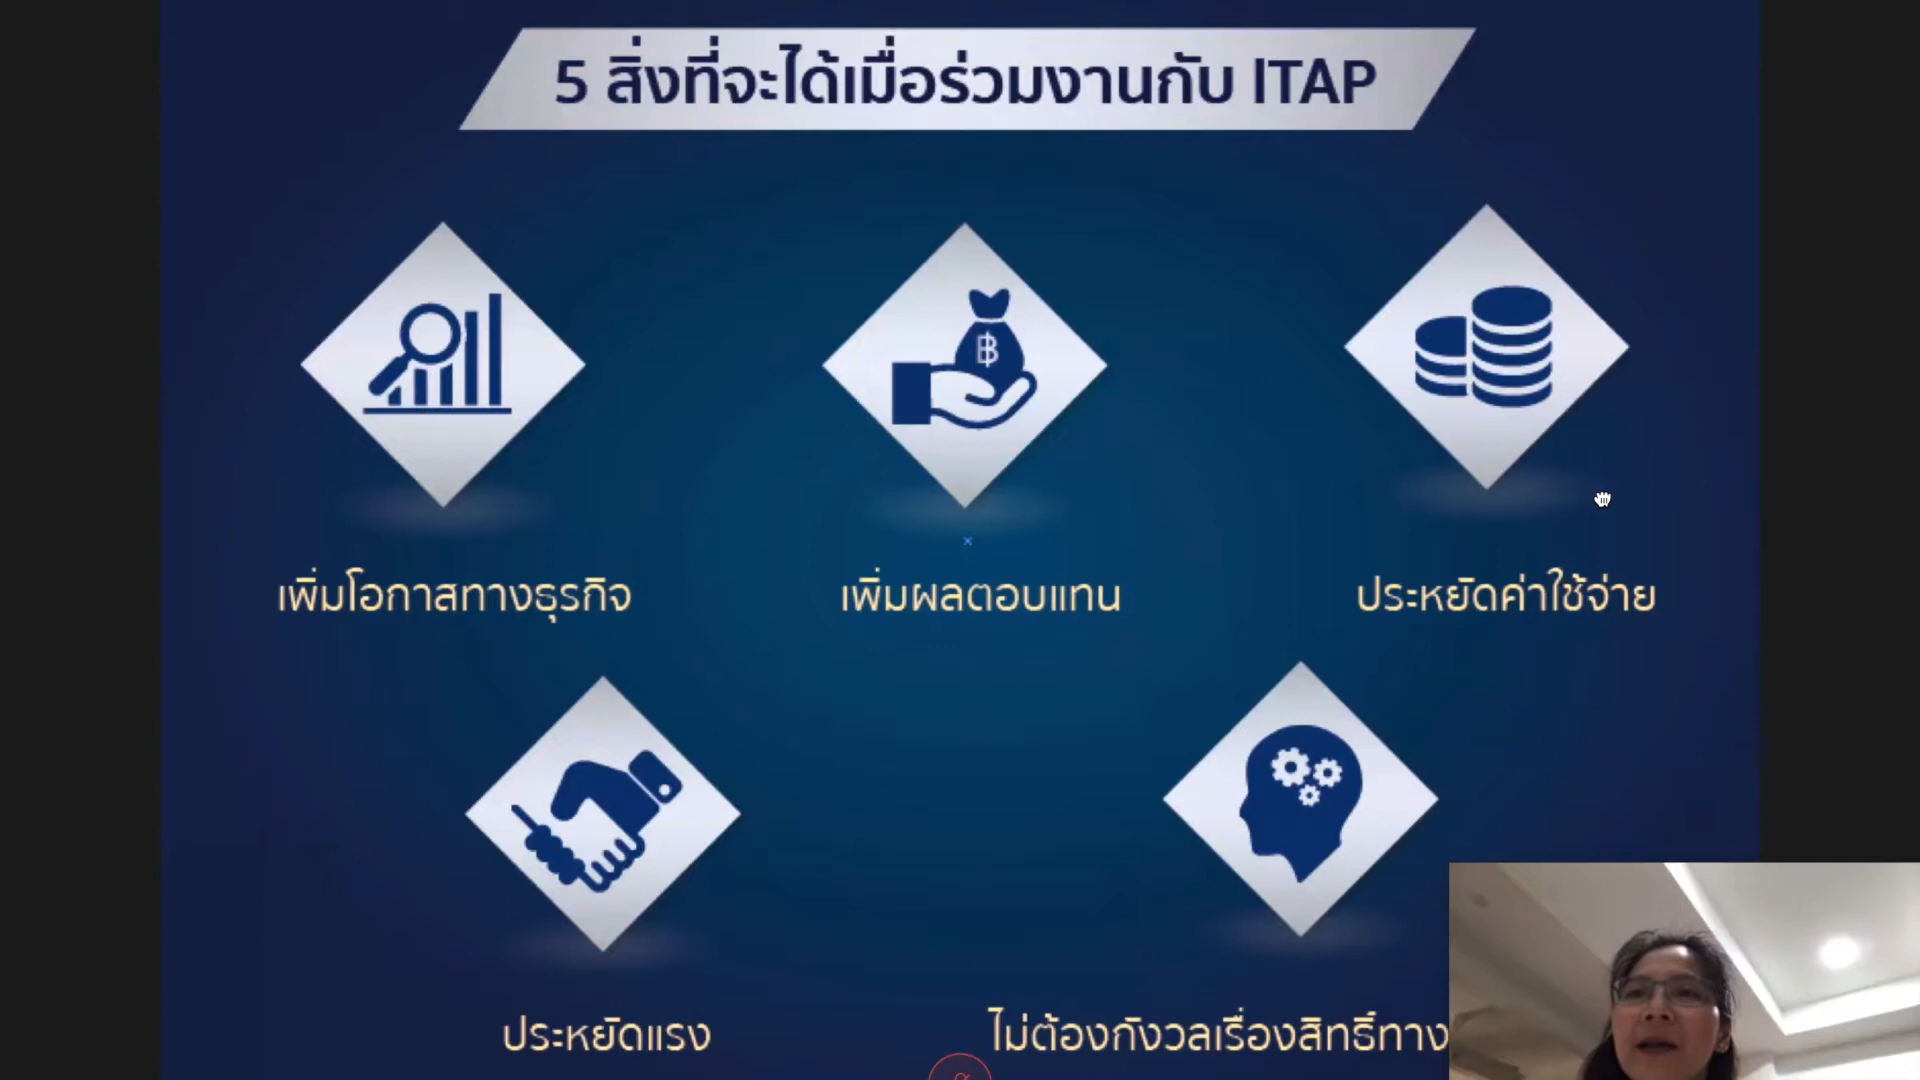 5 สิ่งที่จะได้เมื่อร่วมงานกับ ITAP
เพิ่มโอกาสทางธุรกิจ
เพิ่มผลตอบแทน
ประหยัดค่าใช้จ่าย
ประหยัดแรง
ไม่ต้องกังวลเรื่องสิทธิ์ทาง